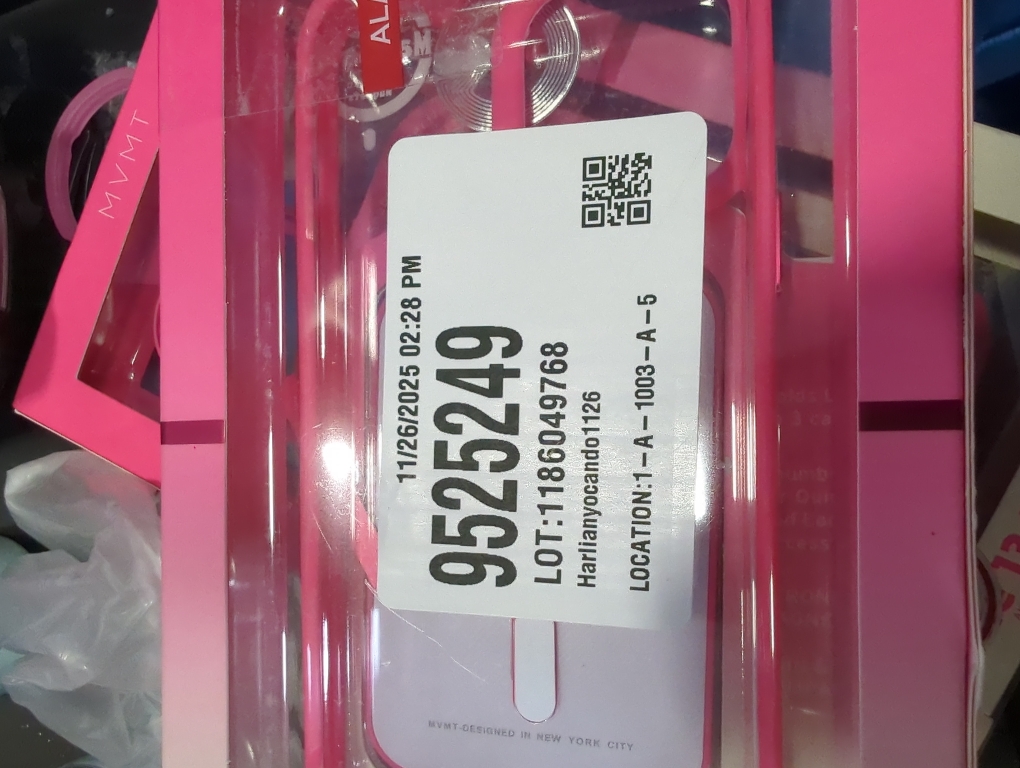 11/26/2025 02:28 PM
9525249
LOT:1186049768
Harlianyocando1126
LOCATION:1-A-1003-A-5
MVMT-DESIGNED IN NEW YORK CITY
MVMT